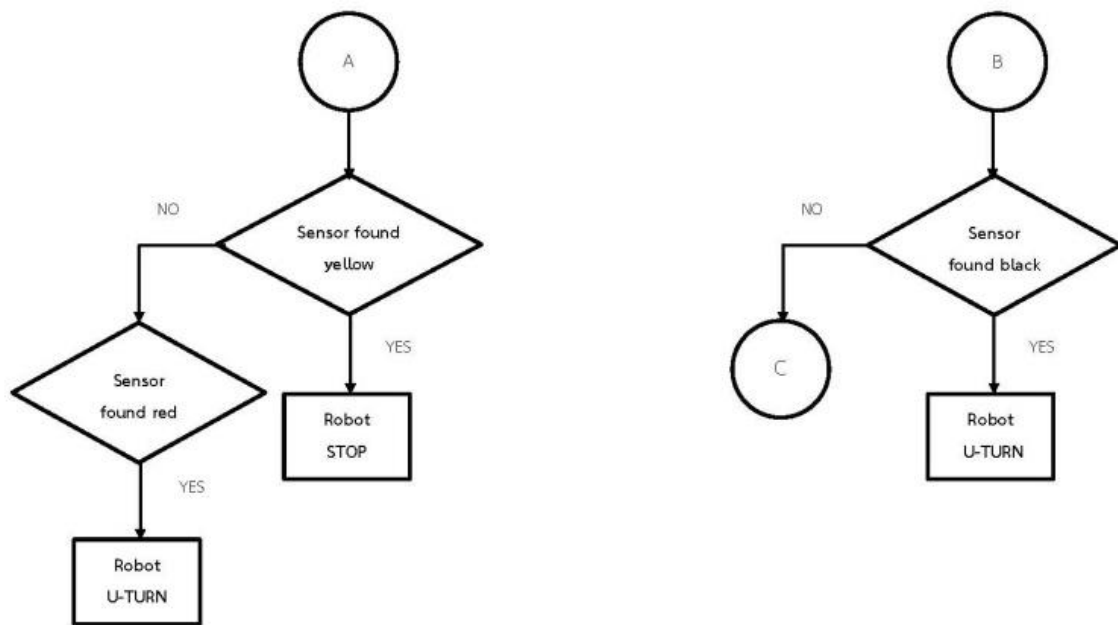 A
B
NO
Sensor found
yellow
NO
Sensor
found black
YES
YES
C
Sensor
found red
Robot
STOP
Robot
U-TURN
YES
Robot
U-TURN